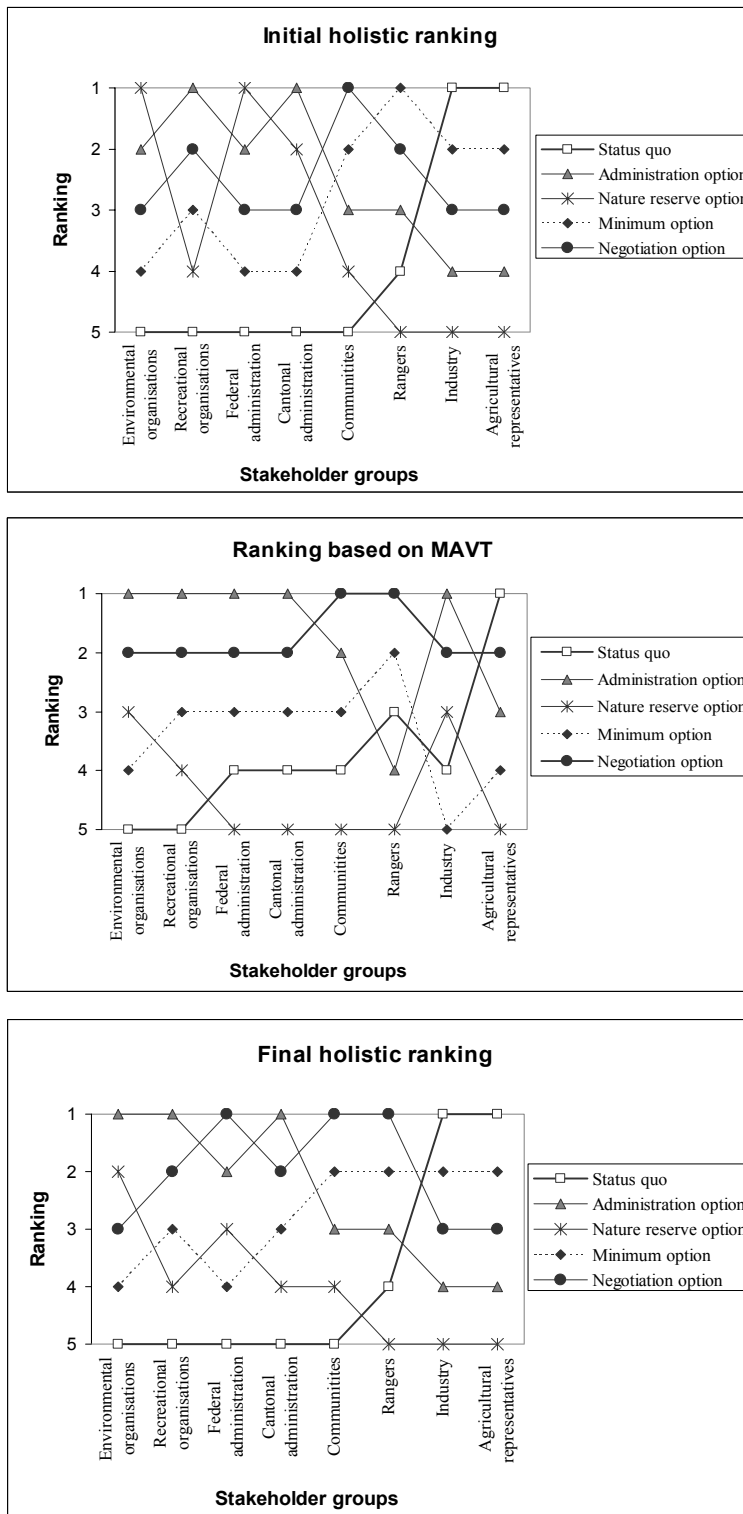 Initial holistic ranking
1
2
3
4
5
Ranking
Environmental
organisations
Recreational
organisations
Federal
administration
Cantonal
administration
Communitites
Rangers
Industry
Agricultural
representatives
Stakeholder groups
Status quo
Administration option
Nature reserve option
Minimum option
Negotiation option
Ranking based on MAVT
1
2
3
4
5
Ranking
Environmental
organisations
Recreational
organisations
Federal
administration
Cantonal
administration
Communitites
Rangers
Industry
Agricultural
representatives
Stakeholder groups
Status quo
Administration option
Nature reserve option
Minimum option
Negotiation option
Final holistic ranking
1
2
3
4
5
Ranking
Environmental
organisations
Recreational
organisations
Federal
administration
Cantonal
administration
Communitites
Rangers
Industry
Agricultural
representatives
Stakeholder groups
Status quo
Administration option
Nature reserve option
Minimum option
Negotiation option